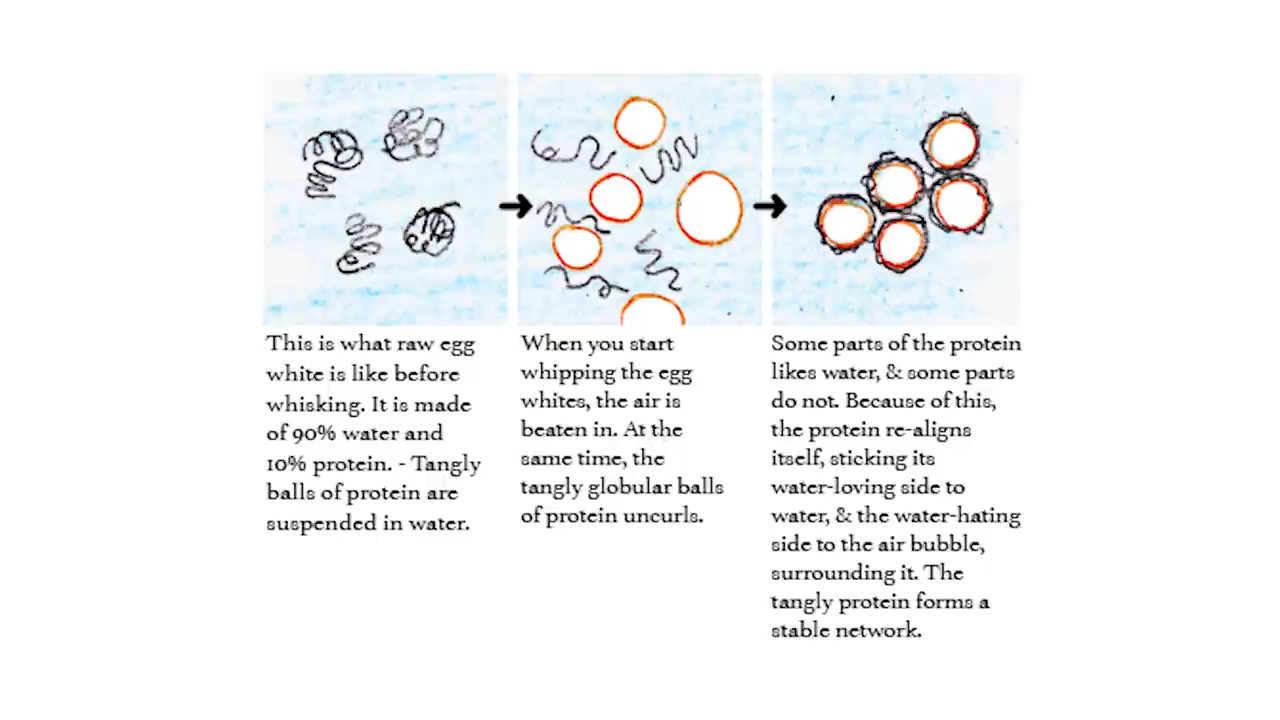 This is what raw egg
white is like before
whisking. It is made
of 90% water and
10% protein. - Tangly
balls of protein are
suspended in water.
When you start
whipping the egg
whites, the air is
beaten in. At the
same time, the
tangly globular balls
of protein uncurls.
Some parts of the protein
likes water, & some parts
do not. Because of this,
the protein re-aligns
itself, sticking its
water-loving side to
water, & the water-hating
side to the air bubble,
surrounding it. The
tangly protein forms a
stable network.